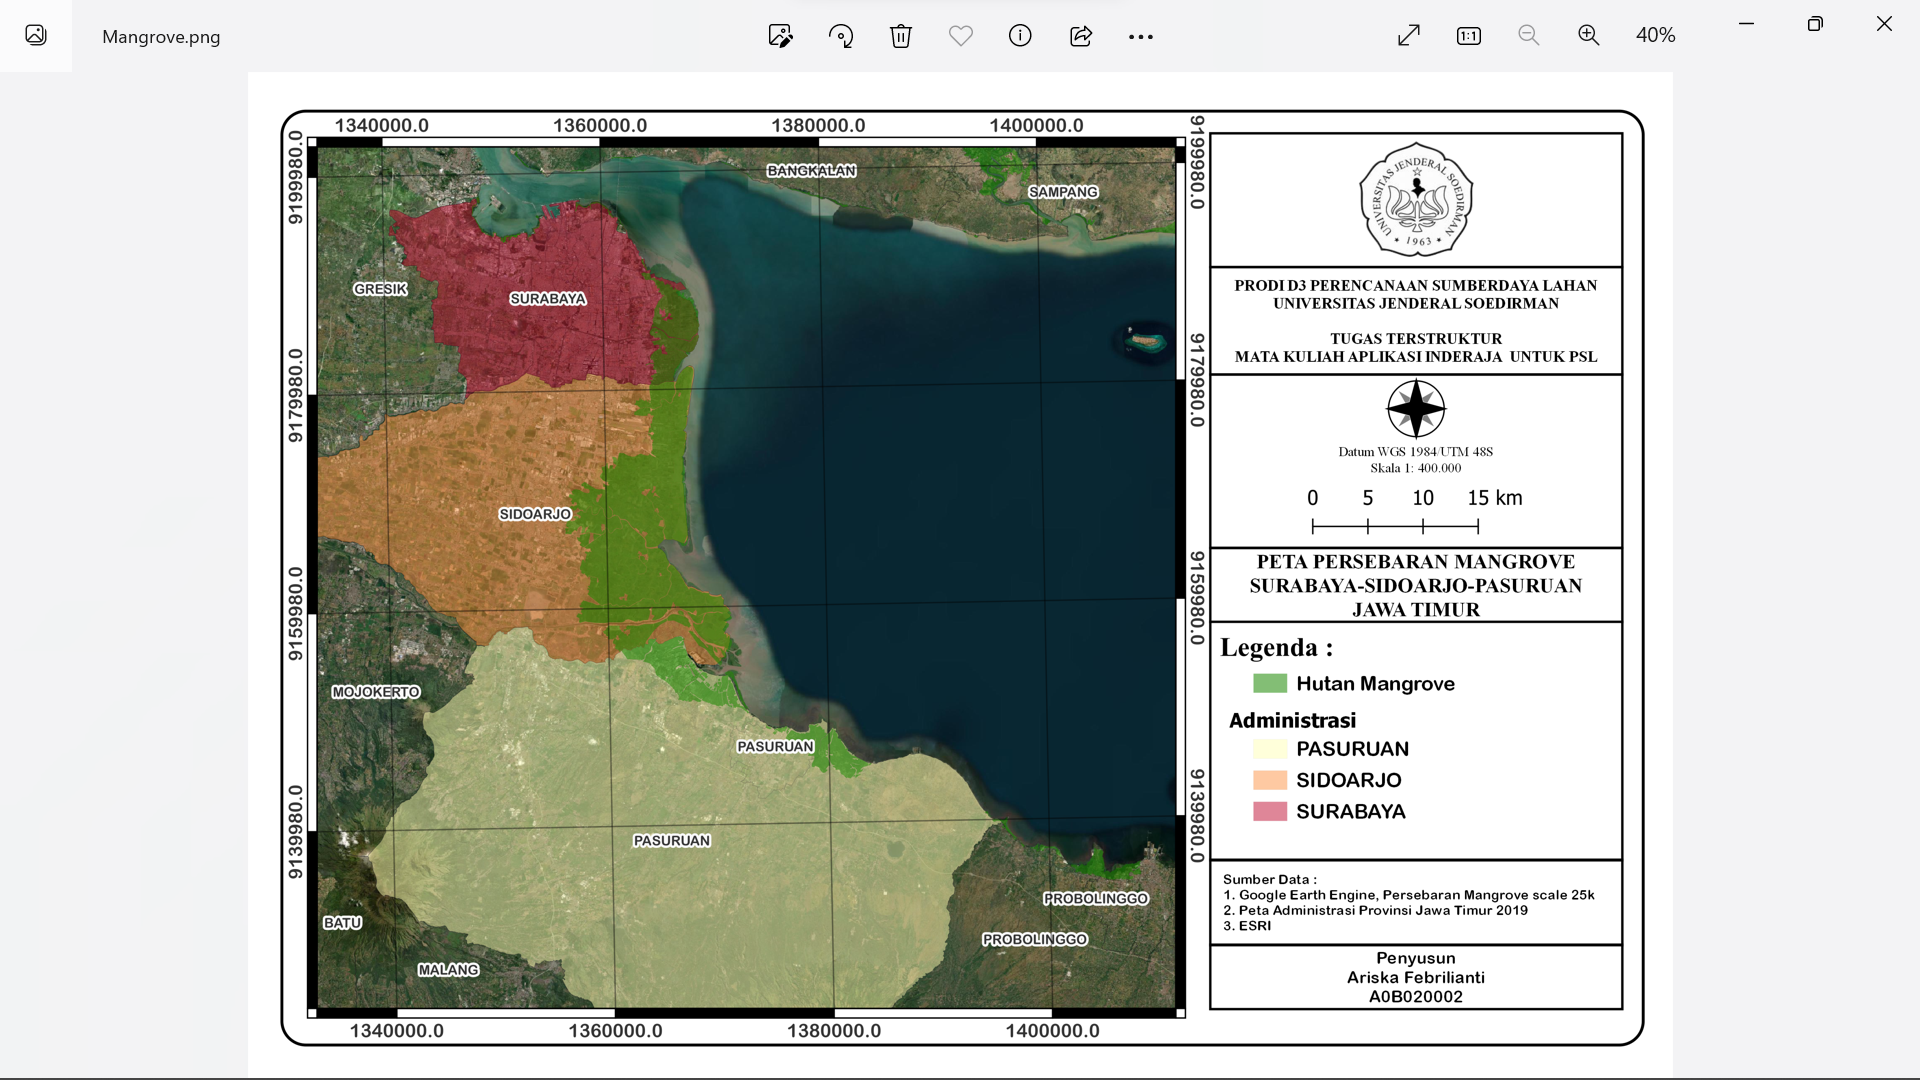 Mangrove.png
1:1
40%
1340000.0
1360000.0
1380000.0
1400000.0
9199980.0
9199980.0
9179980.0
9179980.0
9159980.0
9159980.0
9139980.0
9139980.0
BANGKALAN
SAMPANG
GRESIK
SURABAYA
SIDOARJO
MOJOKERTO
PASURUAN
PASURUAN
PROBOLINGGO
BATU
PROBOLINGGO
MALANG
1340000.0
1360000.0
1380000.0
1400000.0
UNIVERSITAS JENDERAL SOEDIRMAN
1963
PRODI D3 PERENCANAAN SUMBERDAYA LAHAN
UNIVERSITAS JENDERAL SOEDIRMAN
TUGAS TERSTRUKTUR
MATA KULIAH APLIKASI INDERAJA UNTUK PSL
Datum WGS 1984/UTM 48S
Skala 1: 400.000
0 5 10 15 km
PETA PERSEBARAN MANGROVE
SURABAYA-SIDOARJO-PASURUAN
JAWA TIMUR
Legenda :
Hutan Mangrove
Administrasi
PASURUAN
SIDOARJO
SURABAYA
Sumber Data :
1. Google Earth Engine, Persebaran Mangrove scale 25k
2. Peta Administrasi Provinsi Jawa Timur 2019
3. ESRI
Penyusun
Ariska Febrilianti
A0B020002